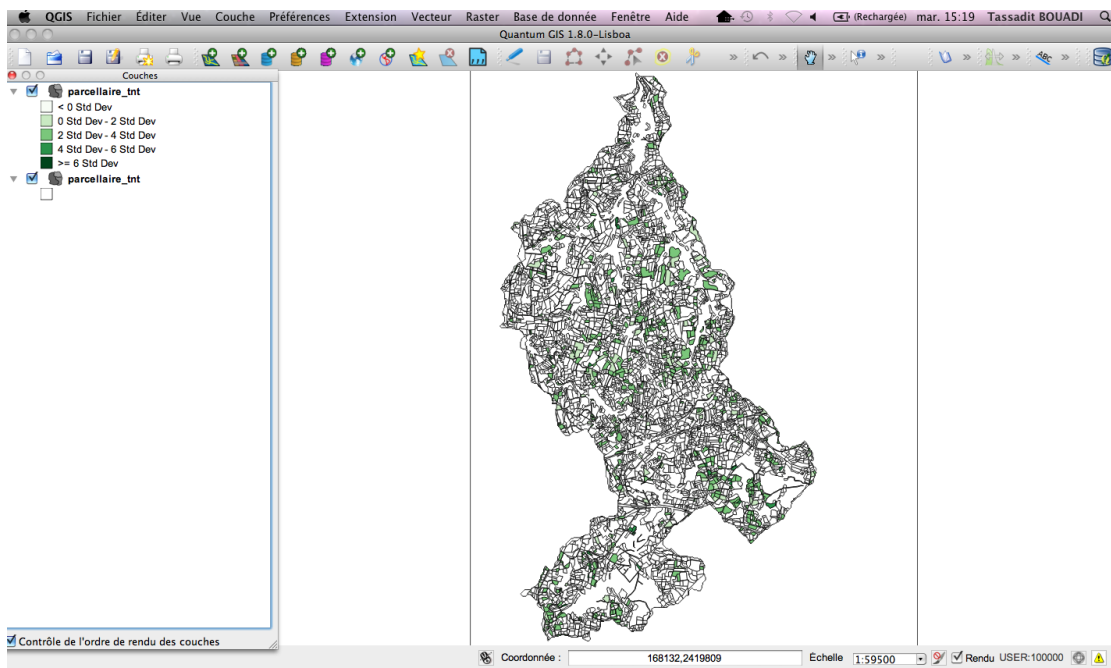 QGIS Fichier Éditer Vue Couche Préférences Extension Vecteur Raster Base de donnée Fenêtre Aide (Rechargée) mar. 15:19 Tassadit BOUADI
Quantum GIS 1.8.0-Lisboa
ABC
Couches
parcellaire_tnt
< 0 Std Dev
0 Std Dev - 2 Std Dev
2 Std Dev - 4 Std Dev
4 Std Dev - 6 Std Dev
>= 6 Std Dev
parcellaire_tnt
Contrôle de l'ordre de rendu des couches
Coordonnée : 168132,2419809 Échelle 1:59500 Rendu USER:100000